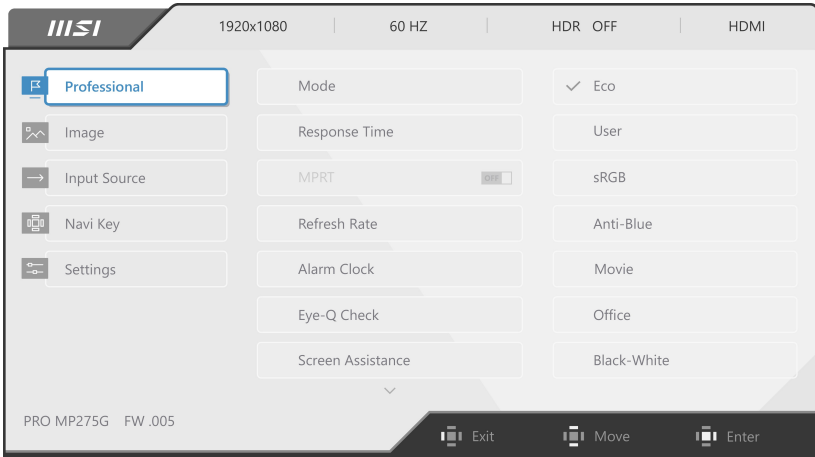 msi
1920x1080 60 HZ HDR OFF HDMI
Professional
Image
Input Source
Navi Key
Settings
Mode
Response Time
MPRT OFF
Refresh Rate
Alarm Clock
Eye-Q Check
Screen Assistance
Eco
User
sRGB
Anti-Blue
Movie
Office
Black-White
PRO MP275G FW .005
Exit Move Enter